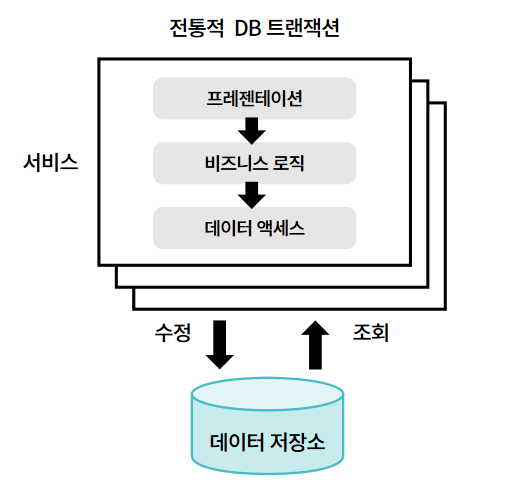 전통적 DB 트랜잭션
프레젠테이션
서비스
비즈니스 로직
데이터 액세스
수정
조회
데이터 저장소